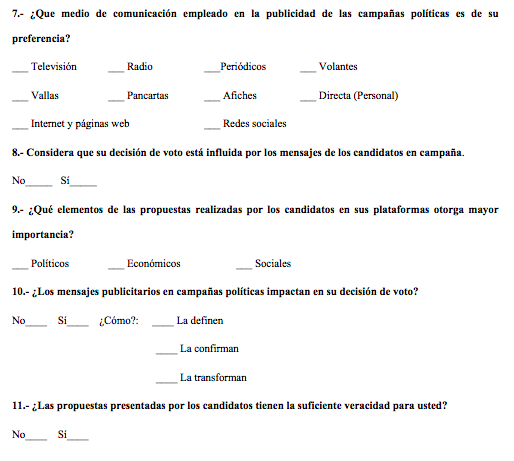 7.- ¿Que medio de comunicación empleado en la publicidad de las campañas políticas es de su
preferencia?
___ Televisión ___ Radio ___Periódicos ___ Volantes
___ Vallas ___ Pancartas ___ Afiches ___ Directa (Personal)
___ Internet y páginas web ___ Redes sociales
8.- Considera que su decisión de voto está influida por los mensajes de los candidatos en campaña.
No_____ Sí_____
9.- ¿Qué elementos de las propuestas realizadas por los candidatos en sus plataformas otorga mayor
importancia?
___ Políticos ___ Económicos ___ Sociales
10.- ¿Los mensajes publicitarios en campañas políticas impactan en su decisión de voto?
No____ Sí____ ¿Cómo?: ____ La definen
____ La confirman
____ La transforman
11.- ¿Las propuestas presentadas por los candidatos tienen la suficiente veracidad para usted?
No____ Sí____